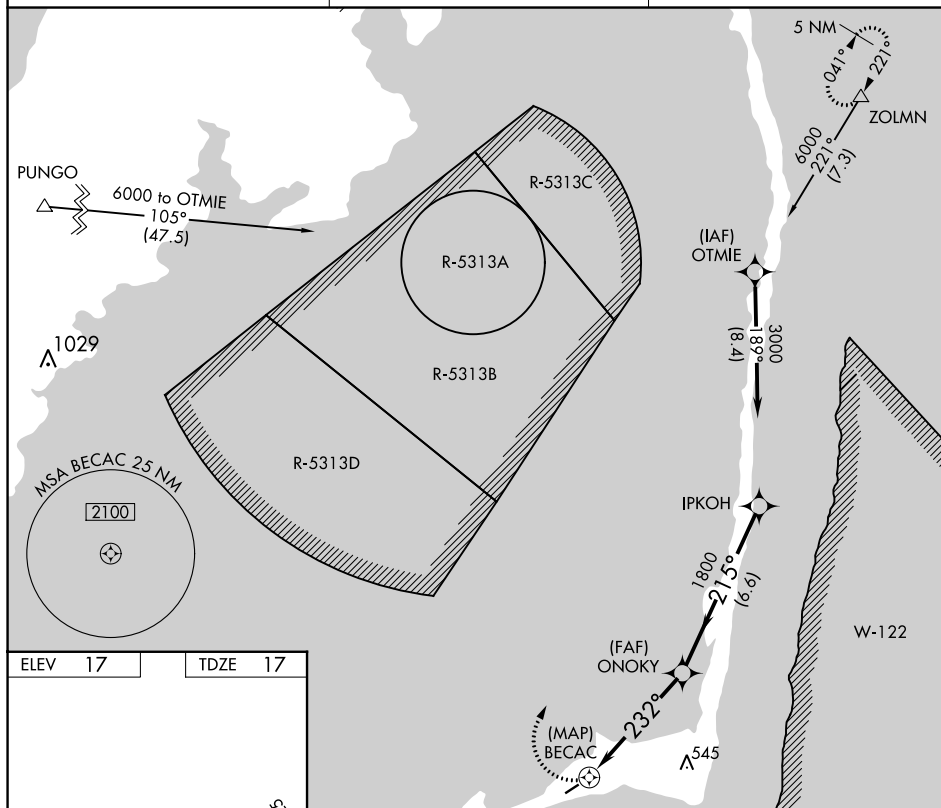 5 NM
041°
221°
ZOLMN
6000
221°
(7.3)
PUNGO
6000 to OTMIE
105°
(47.5)
R-5313C
R-5313A
(IAF)
OTMIE
3000
189°
(8.4)
1029
R-5313B
R-5313D
MSA BECAC 25 NM
2100
IPKOH
1800
215°
(6.6)
W-122
(FAF)
ONOKY
232°
(MAP)
BECAC
545
ELEV 17
TDZE 17